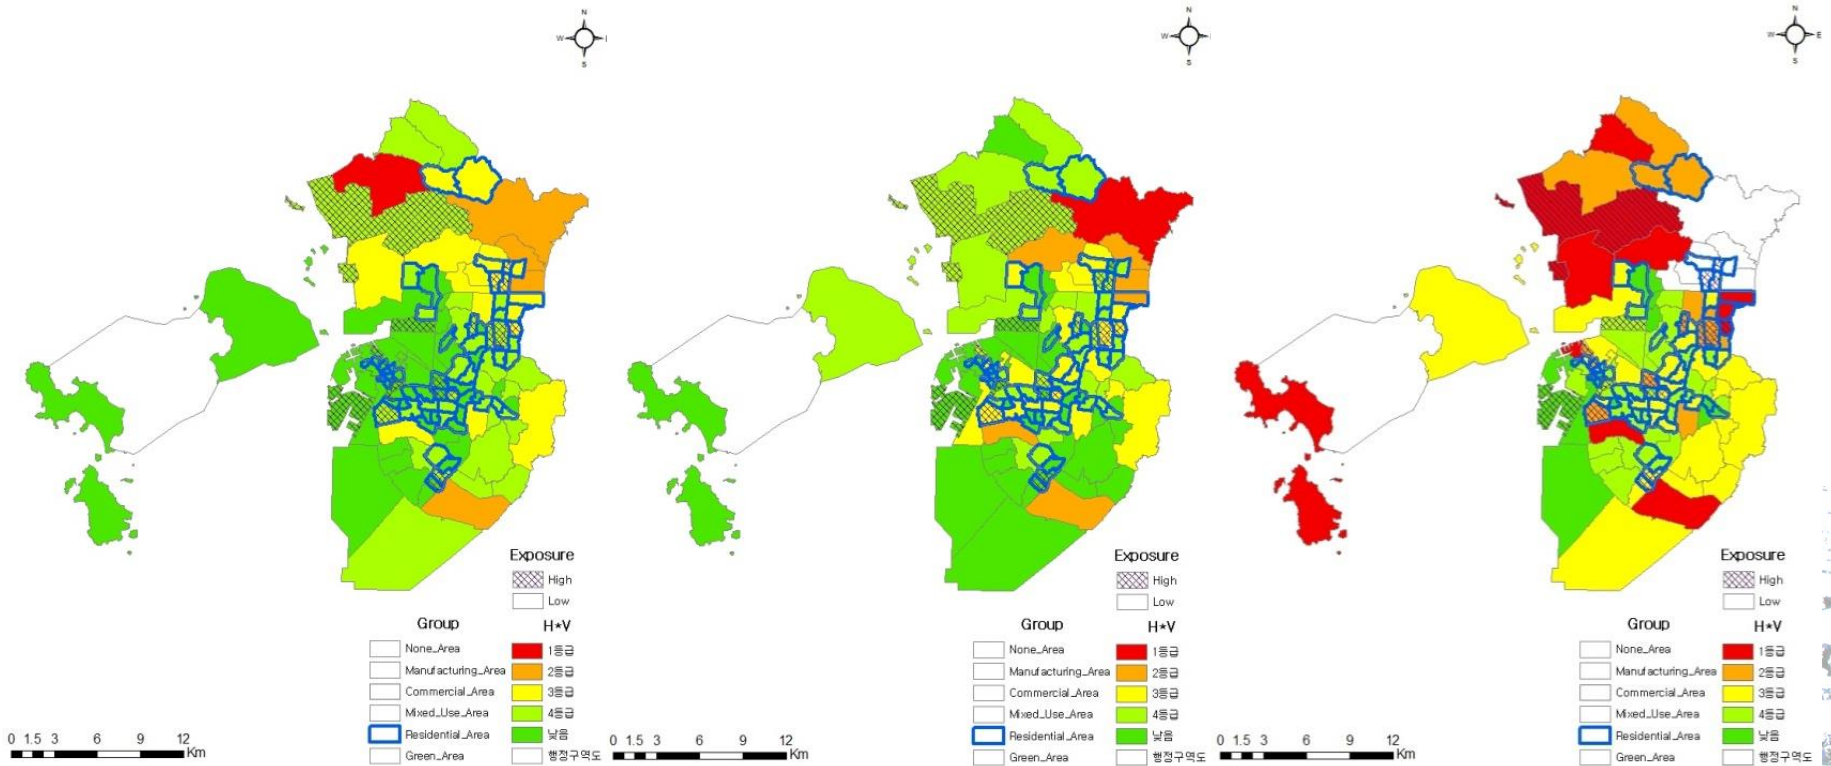 N
W
S
Exposure
High
Low
Group
H*V
None_Area
1등급
Manufacturing_Area
2등급
Commercial_Area
3등급
Mixed_Use_Area
4등급
Residential_Area
낮음
Green_Area
행정구역도
0 1.5 3 6 9 12
Km
N
W
S
Exposure
High
Low
Group
H*V
None_Area
1등급
Manufacturing_Area
2등급
Commercial_Area
3등급
Mixed_Use_Area
4등급
Residential_Area
낮음
Green_Area
행정구역도
0 1.5 3 6 9 12
Km
N
W E
S
Exposure
High
Low
Group
H*V
None_Area
1등급
Manufacturing_Area
2등급
Commercial_Area
3등급
Mixed_Use_Area
4등급
Residential_Area
낮음
Green_Area
행정구역도
0 1.5 3 6 9 12
Km